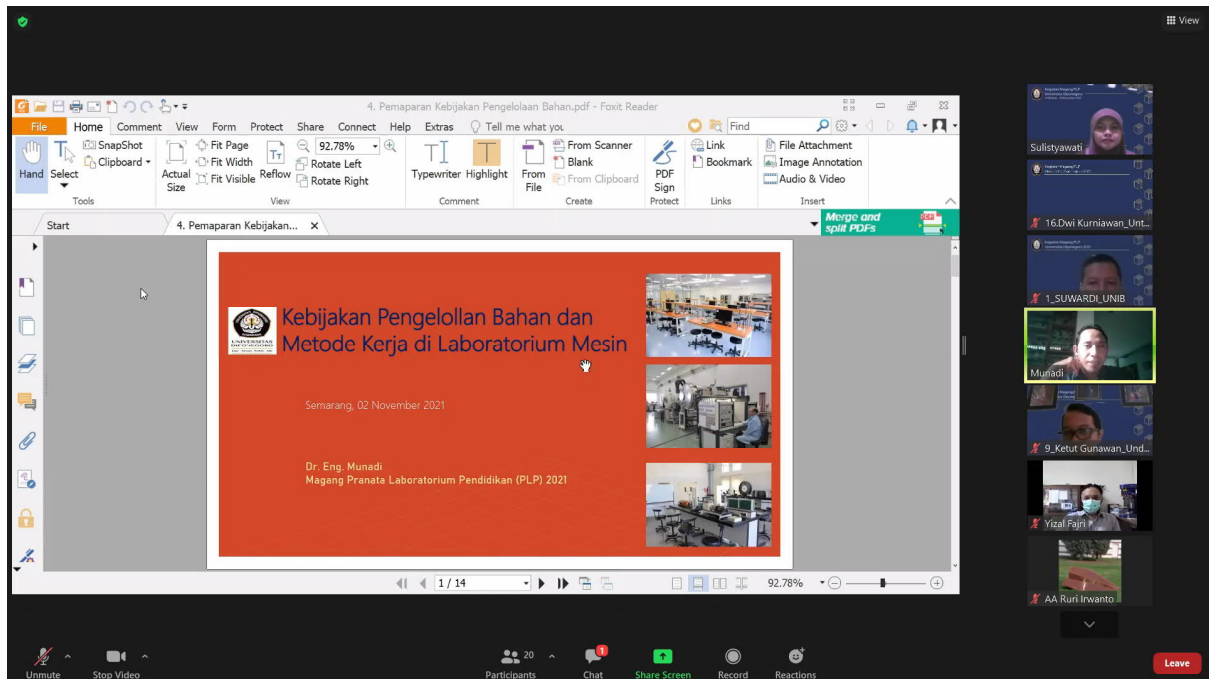 View
4. Pemaparan Kebijakan Pengelolaan Bahan.pdf - Foxit Reader
File Home Comment View Form Protect Share Connect Help Extras Tell me what you Find
SnapShot
Clipboard
Hand Select
Actual Size
Fit Page
Fit Width
Fit Visible
Reflow
92.78%
Rotate Left
Rotate Right
Typewriter Highlight
From File
From Scanner
Blank
From Clipboard
PDF Sign
Link
Bookmark
File Attachment
Image Annotation
Audio & Video
Tools View Comment Create Protect Links Insert
Start 4. Pemaparan Kebijakan...
Merge and
split PDFs
UNIVERSITAS
DIPONEGORO
Kebijakan Pengelollan Bahan dan
Metode Kerja di Laboratorium Mesin
Semarang, 02 November 2021
Dr. Eng. Munadi
Magang Pranata Laboratorium Pendidikan (PLP) 2021
1 / 14
92.78%
Sulistyawati
16.Dwi Kurniawan_Unt...
1_SUWARDI_UNIB
Munadi
9_Ketut Gunawan_Und...
Yizal Fajri P
AA Ruri Irwanto
Unmute
Stop Video
20
Participants
1
Chat
Share Screen
Record
Reactions
Leave